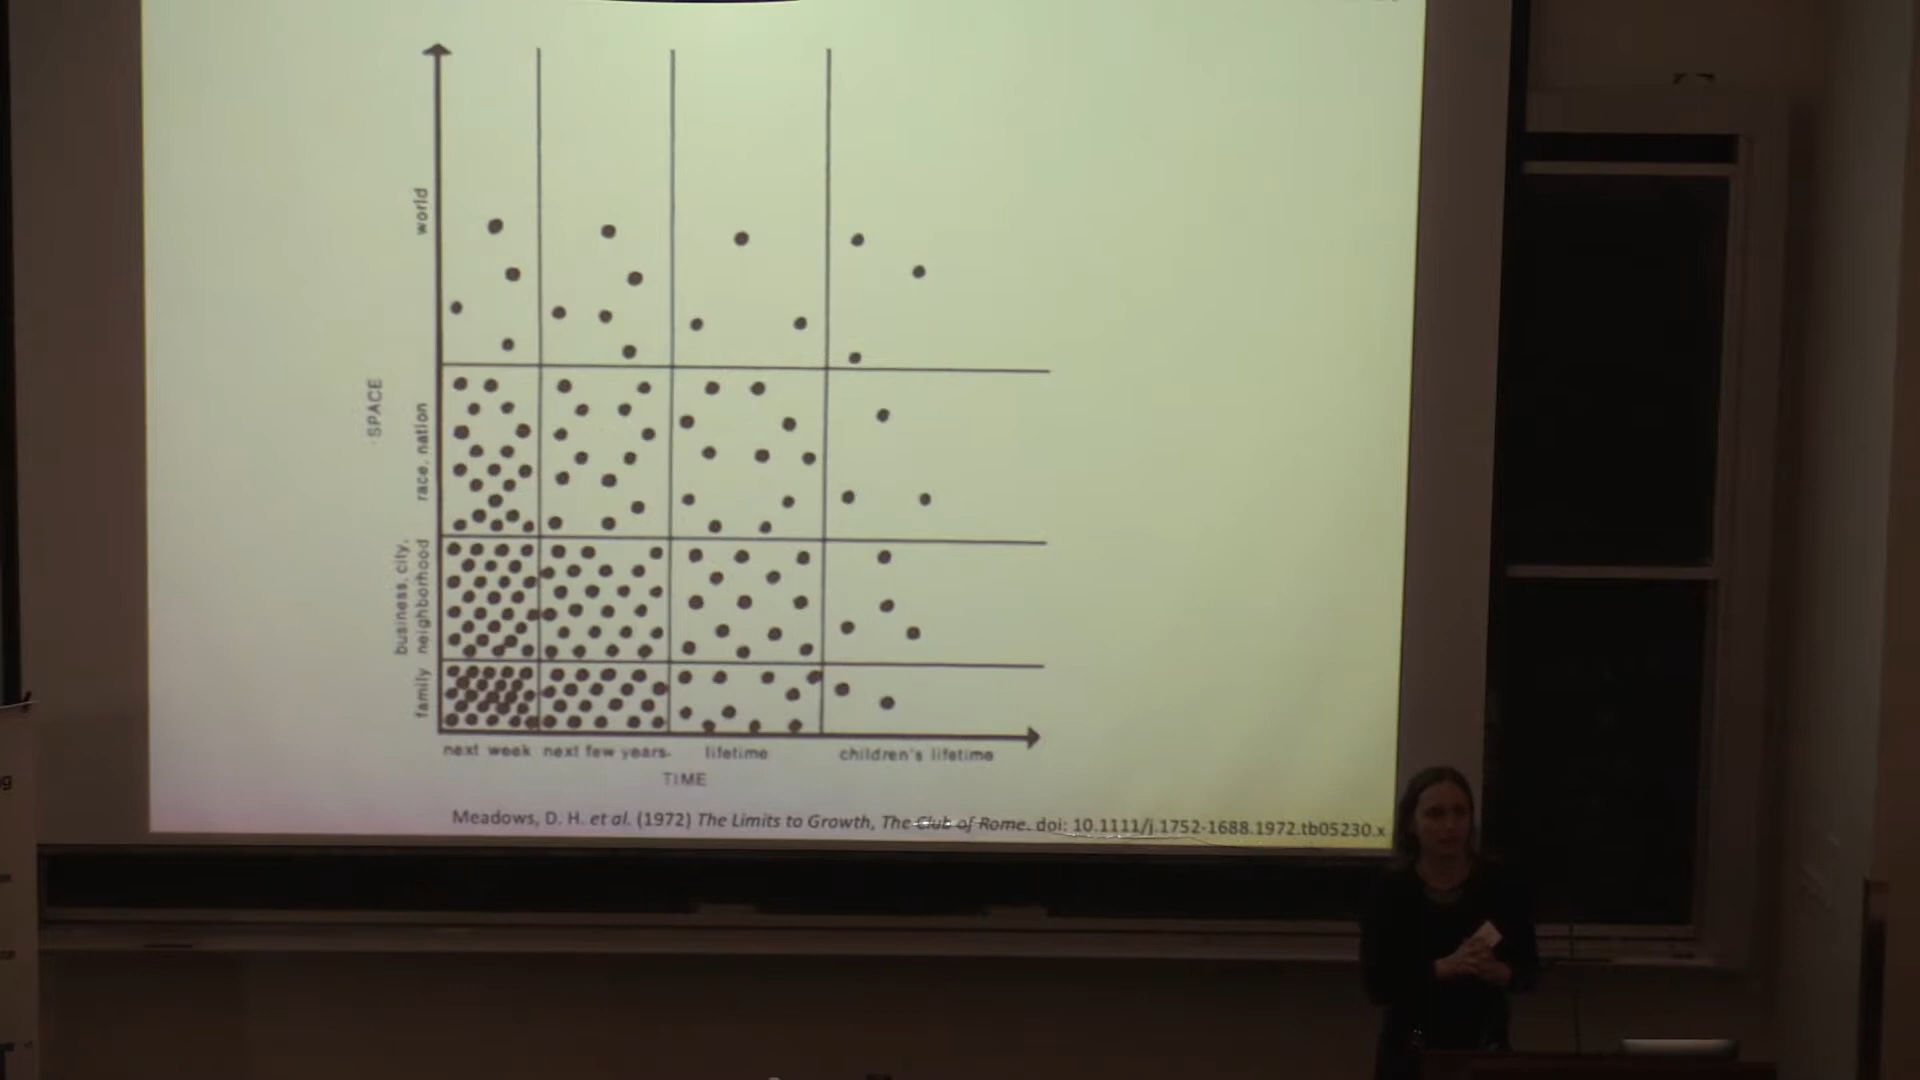 world
SPACE
race, nation
business, city,
neighborhood
family
next week
next few years
lifetime
children's lifetime
TIME
Meadows, D. H. et al. (1972) The Limits to Growth, The Club of Rome. doi: 10.1111/j.1752-1688.1972.tb05230.x